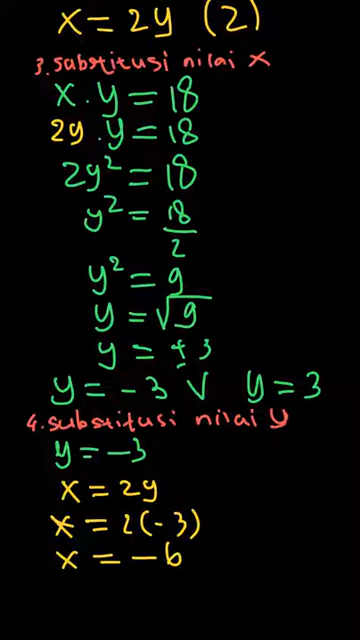 x = 2y (2)
3. substitusi nilai x
x . y = 18
2y . y = 18
2y² = 18
y² = 18/2
y² = 9
y = √9
y = ±3
y = -3 V y = 3
4. substitusi nilai y
y = -3
x = 2y
x = 2(-3)
x = -6